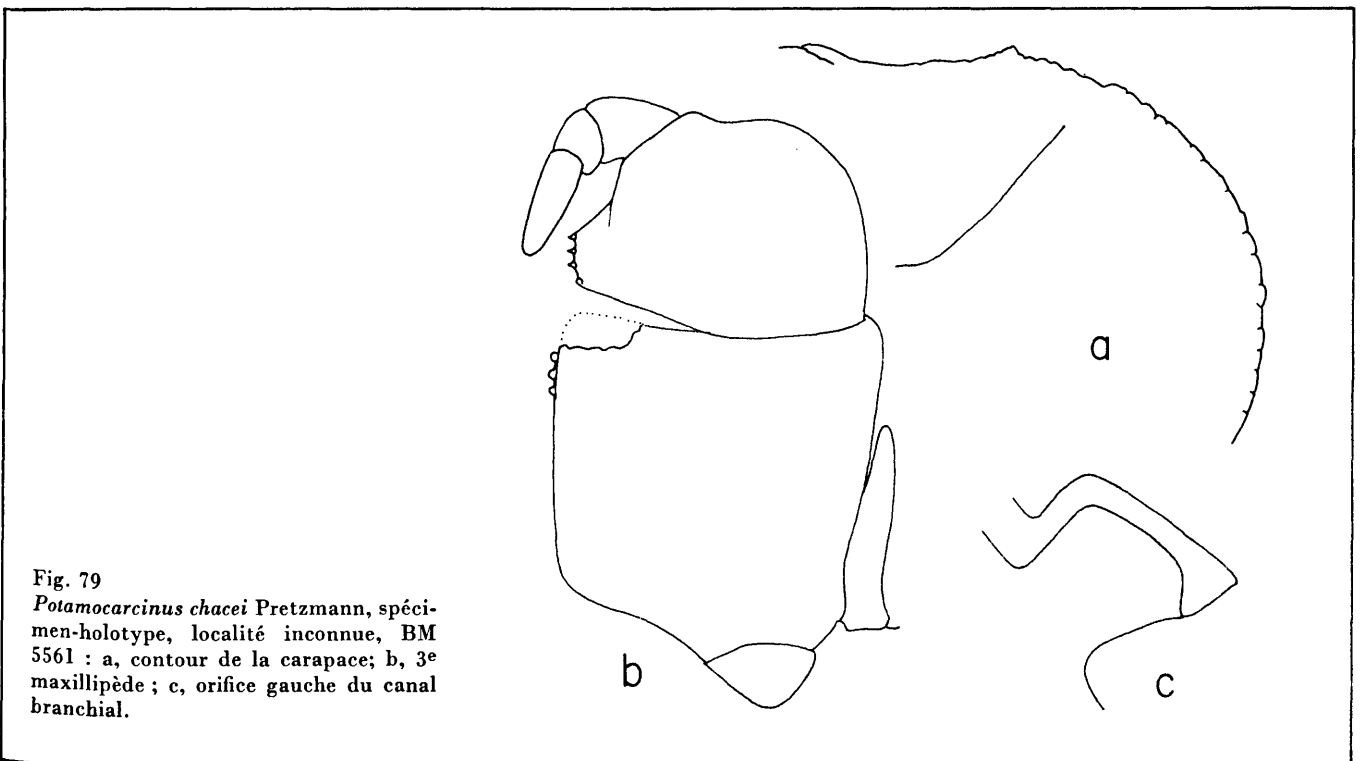 a
b
c
Fig. 79
Potamocarcinus chacei Pretzmann, spéci-
men-holotype, localité inconnue, BM
5561 : a, contour de la carapace; b, 3e
maxillipède ; c, orifice gauche du canal
branchial.